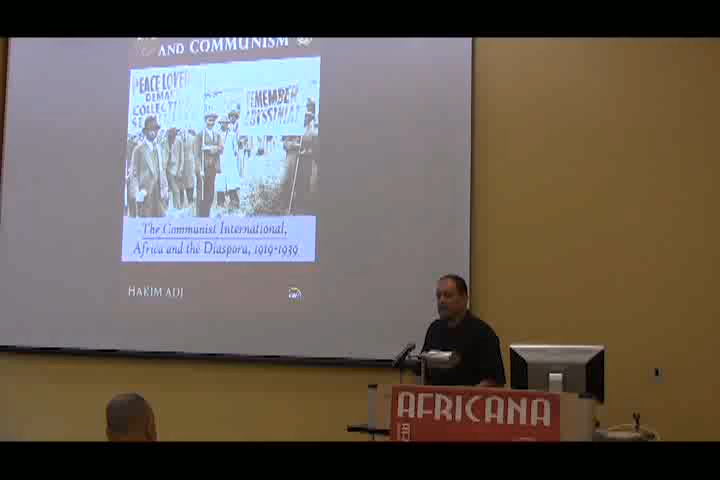 AND COMMUNISM
PEACE LOVE
DEMAN
COLLECTI
REMEMBER
ABYSSINIA
The Communist International,
Africa and the Diaspora, 1919-1939
HAKIM ADI
AFRICANA